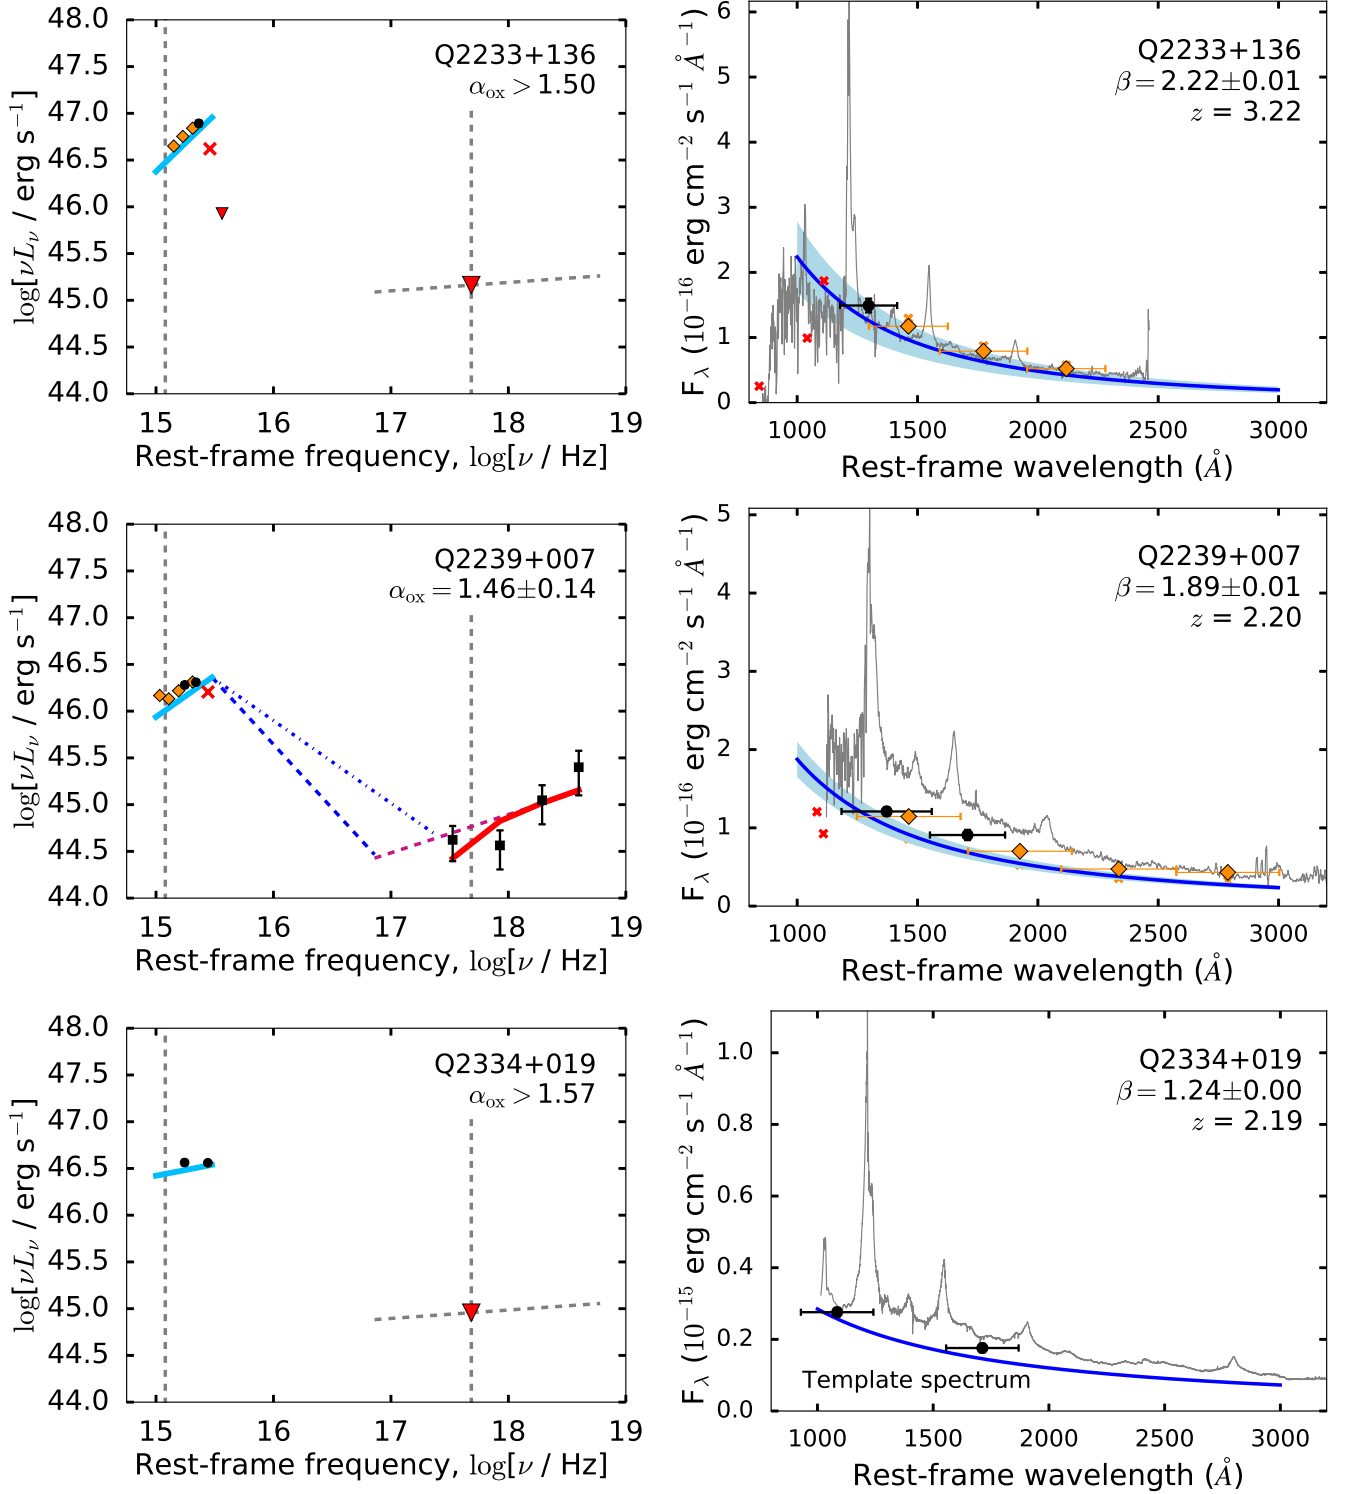 48.0
47.5
47.0
46.5
46.0
45.5
45.0
44.5
44.0
log[νL_ν / erg s⁻¹]
Q2233+136
α_ox > 1.50
15 16 17 18 19
Rest-frame frequency, log[ν / Hz]
6
5
4
3
2
1
0
F_λ (10⁻¹⁶ erg cm⁻² s⁻¹ Å⁻¹)
Q2233+136
β = 2.22±0.01
z = 3.22
1000 1500 2000 2500 3000
Rest-frame wavelength (Å)
48.0
47.5
47.0
46.5
46.0
45.5
45.0
44.5
44.0
log[νL_ν / erg s⁻¹]
Q2239+007
α_ox = 1.46±0.14
15 16 17 18 19
Rest-frame frequency, log[ν / Hz]
5
4
3
2
1
0
F_λ (10⁻¹⁶ erg cm⁻² s⁻¹ Å⁻¹)
Q2239+007
β = 1.89±0.01
z = 2.20
1000 1500 2000 2500 3000
Rest-frame wavelength (Å)
48.0
47.5
47.0
46.5
46.0
45.5
45.0
44.5
44.0
log[νL_ν / erg s⁻¹]
Q2334+019
α_ox > 1.57
15 16 17 18 19
Rest-frame frequency, log[ν / Hz]
1.0
0.8
0.6
0.4
0.2
0.0
F_λ (10⁻¹⁵ erg cm⁻² s⁻¹ Å⁻¹)
Q2334+019
β = 1.24±0.00
z = 2.19
Template spectrum
1000 1500 2000 2500 3000
Rest-frame wavelength (Å)